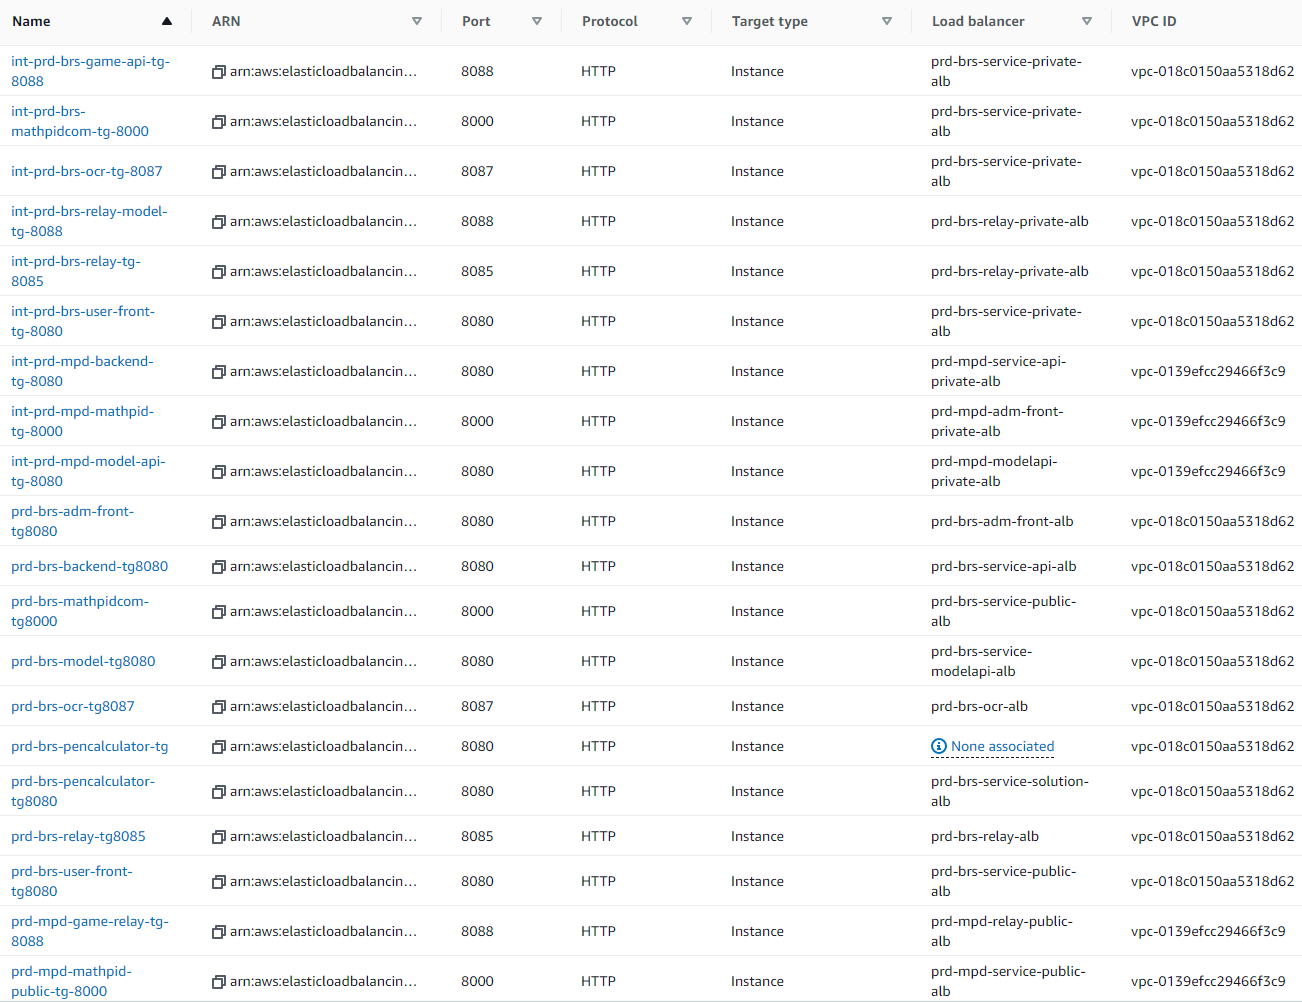 Name ARN Port Protocol Target type Load balancer VPC ID
int-prd-brs-game-api-tg- prd-brs-service-private-
8088 arn:aws:elasticloadbalancin... 8088 HTTP Instance alb vpc-018c0150aa5318d62
int-prd-brs- prd-brs-service-private-
mathpidcom-tg-8000 arn:aws:elasticloadbalancin... 8000 HTTP Instance alb vpc-018c0150aa5318d62
prd-brs-service-private-
int-prd-brs-ocr-tg-8087 arn:aws:elasticloadbalancin... 8087 HTTP Instance alb vpc-018c0150aa5318d62
int-prd-brs-relay-model-
tg-8088 arn:aws:elasticloadbalancin... 8088 HTTP Instance prd-brs-relay-private-alb vpc-018c0150aa5318d62
int-prd-brs-relay-tg-
8085 arn:aws:elasticloadbalancin... 8085 HTTP Instance prd-brs-relay-private-alb vpc-018c0150aa5318d62
int-prd-brs-user-front- prd-brs-service-private-
tg-8080 arn:aws:elasticloadbalancin... 8080 HTTP Instance alb vpc-018c0150aa5318d62
int-prd-mpd-backend- prd-mpd-service-api-
tg-8080 arn:aws:elasticloadbalancin... 8080 HTTP Instance private-alb vpc-0139efcc29466f3c9
int-prd-mpd-mathpid- prd-mpd-adm-front-
tg-8000 arn:aws:elasticloadbalancin... 8000 HTTP Instance private-alb vpc-0139efcc29466f3c9
int-prd-mpd-model-api- prd-mpd-modelapi-
tg-8080 arn:aws:elasticloadbalancin... 8080 HTTP Instance private-alb vpc-0139efcc29466f3c9
prd-brs-adm-front-
tg8080 arn:aws:elasticloadbalancin... 8080 HTTP Instance prd-brs-adm-front-alb vpc-018c0150aa5318d62
prd-brs-backend-tg8080 arn:aws:elasticloadbalancin... 8080 HTTP Instance prd-brs-service-api-alb vpc-018c0150aa5318d62
prd-brs-mathpidcom- prd-brs-service-public-
tg8000 arn:aws:elasticloadbalancin... 8000 HTTP Instance alb vpc-018c0150aa5318d62
prd-brs-service-
prd-brs-model-tg8080 arn:aws:elasticloadbalancin... 8080 HTTP Instance modelapi-alb vpc-018c0150aa5318d62
prd-brs-ocr-tg8087 arn:aws:elasticloadbalancin... 8087 HTTP Instance prd-brs-ocr-alb vpc-018c0150aa5318d62
prd-brs-pencalculator-tg arn:aws:elasticloadbalancin... 8080 HTTP Instance None associated vpc-018c0150aa5318d62
prd-brs-pencalculator- prd-brs-service-solution-
tg8080 arn:aws:elasticloadbalancin... 8080 HTTP Instance alb vpc-018c0150aa5318d62
prd-brs-relay-tg8085 arn:aws:elasticloadbalancin... 8085 HTTP Instance prd-brs-relay-alb vpc-018c0150aa5318d62
prd-brs-user-front- prd-brs-service-public-
tg8080 arn:aws:elasticloadbalancin... 8080 HTTP Instance alb vpc-018c0150aa5318d62
prd-mpd-game-relay-tg- prd-mpd-relay-public-
8088 arn:aws:elasticloadbalancin... 8088 HTTP Instance alb vpc-0139efcc29466f3c9
prd-mpd-mathpid- prd-mpd-service-public-
public-tg-8000 arn:aws:elasticloadbalancin... 8000 HTTP Instance alb vpc-0139efcc29466f3c9